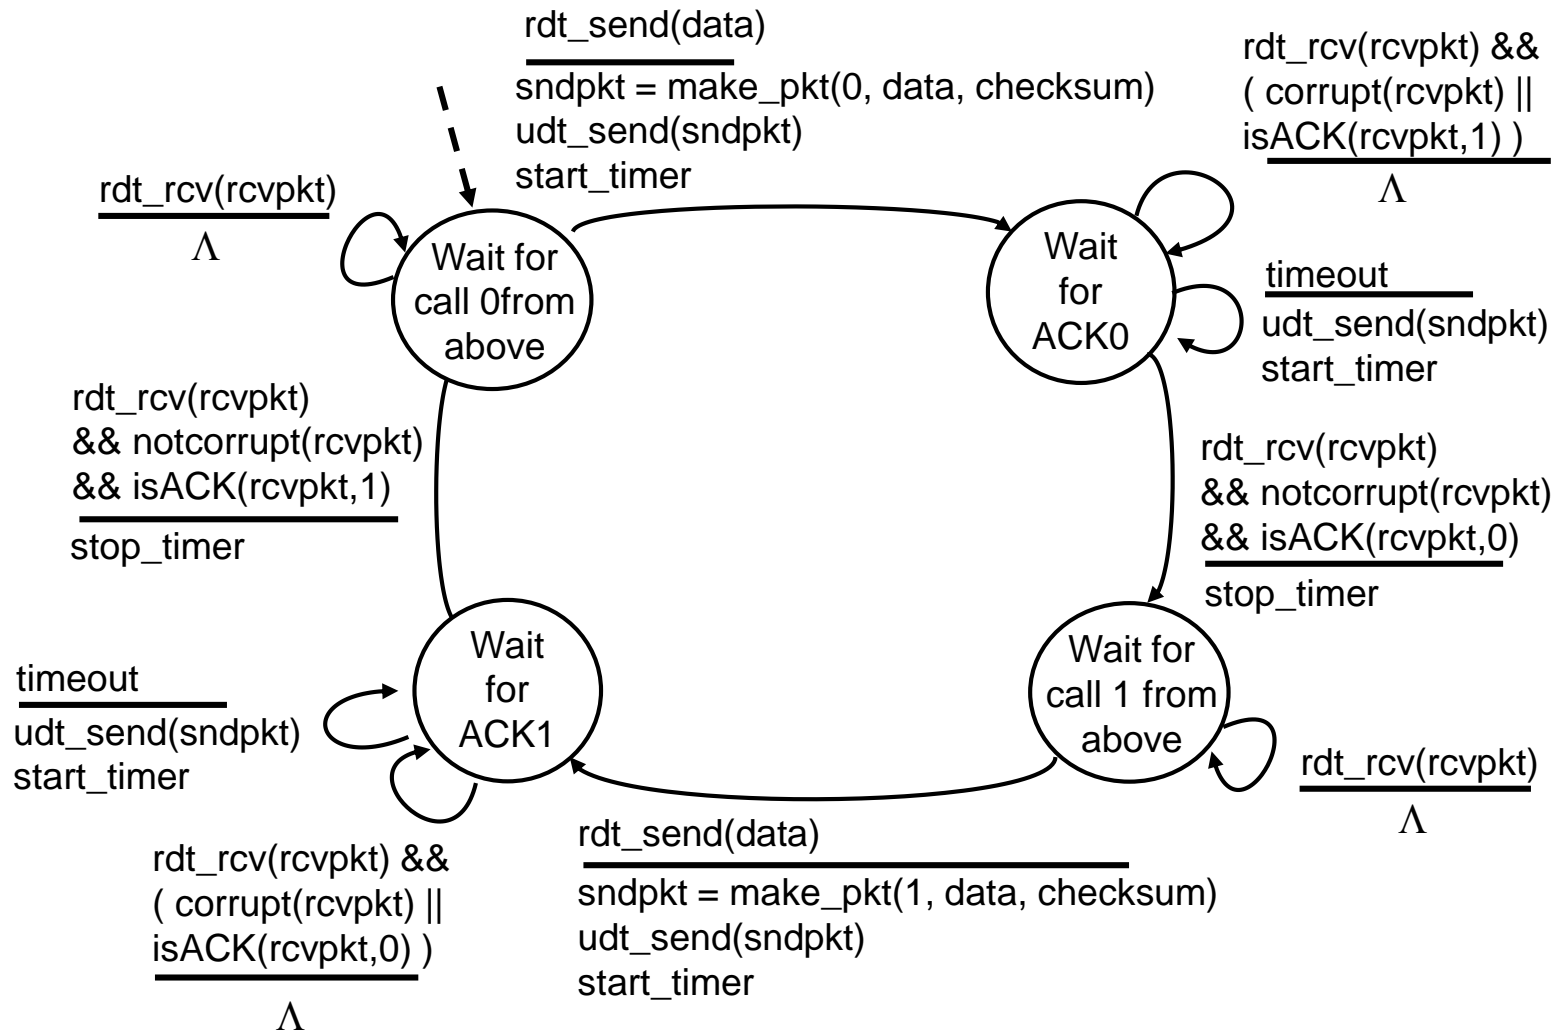 rdt_send(data)
sndpkt = make_pkt(0, data, checksum)
udt_send(sndpkt)
start_timer
rdt_rcv(rcvpkt) &&
( corrupt(rcvpkt) ||
isACK(rcvpkt,1) )
Λ
rdt_rcv(rcvpkt)
Λ
Wait for
call 0from
above
Wait
for
ACK0
timeout
udt_send(sndpkt)
start_timer
rdt_rcv(rcvpkt)
&& notcorrupt(rcvpkt)
&& isACK(rcvpkt,1)
stop_timer
rdt_rcv(rcvpkt)
&& notcorrupt(rcvpkt)
&& isACK(rcvpkt,0)
stop_timer
timeout
udt_send(sndpkt)
start_timer
Wait
for
ACK1
Wait for
call 1 from
above
rdt_rcv(rcvpkt)
Λ
rdt_rcv(rcvpkt) &&
( corrupt(rcvpkt) ||
isACK(rcvpkt,0) )
Λ
rdt_send(data)
sndpkt = make_pkt(1, data, checksum)
udt_send(sndpkt)
start_timer